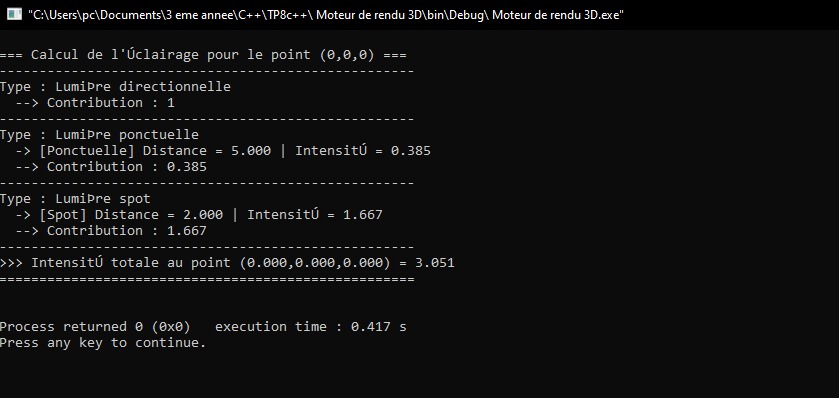 "C:\Users\pc\Documents\3 eme annee\C++\TP8c++\ Moteur de rendu 3D\bin\Debug\ Moteur de rendu 3D.exe"
=== Calcul de l'Úclairage pour le point (0,0,0) ===
----------------------------------------------------
Type : LumiÞre directionnelle
  --> Contribution : 1
----------------------------------------------------
Type : LumiÞre ponctuelle
  -> [Ponctuelle] Distance = 5.000 | IntensitÚ = 0.385
  --> Contribution : 0.385
----------------------------------------------------
Type : LumiÞre spot
  -> [Spot] Distance = 2.000 | IntensitÚ = 1.667
  --> Contribution : 1.667
----------------------------------------------------
>>> IntensitÚ totale au point (0.000,0.000,0.000) = 3.051
====================================================
Process returned 0 (0x0)   execution time : 0.417 s
Press any key to continue.